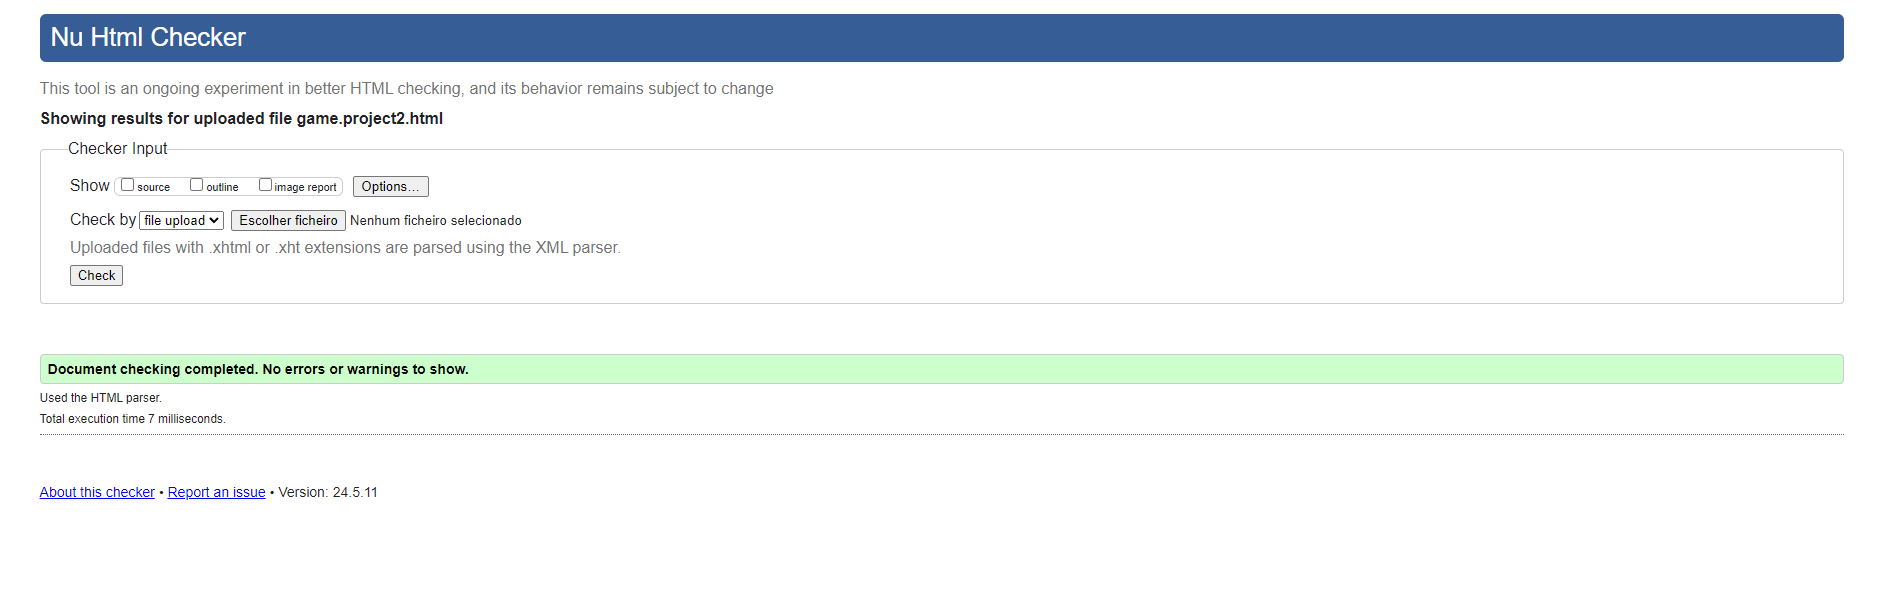 Nu Html Checker
This tool is an ongoing experiment in better HTML checking, and its behavior remains subject to change
Showing results for uploaded file game.project2.html
Checker Input
Show source outline image report Options...
Check by file upload Escolher ficheiro Nenhum ficheiro selecionado
Uploaded files with .xhtml or .xht extensions are parsed using the XML parser.
Check
Document checking completed. No errors or warnings to show.
Used the HTML parser.
Total execution time 7 milliseconds.
About this checker • Report an issue • Version: 24.5.11